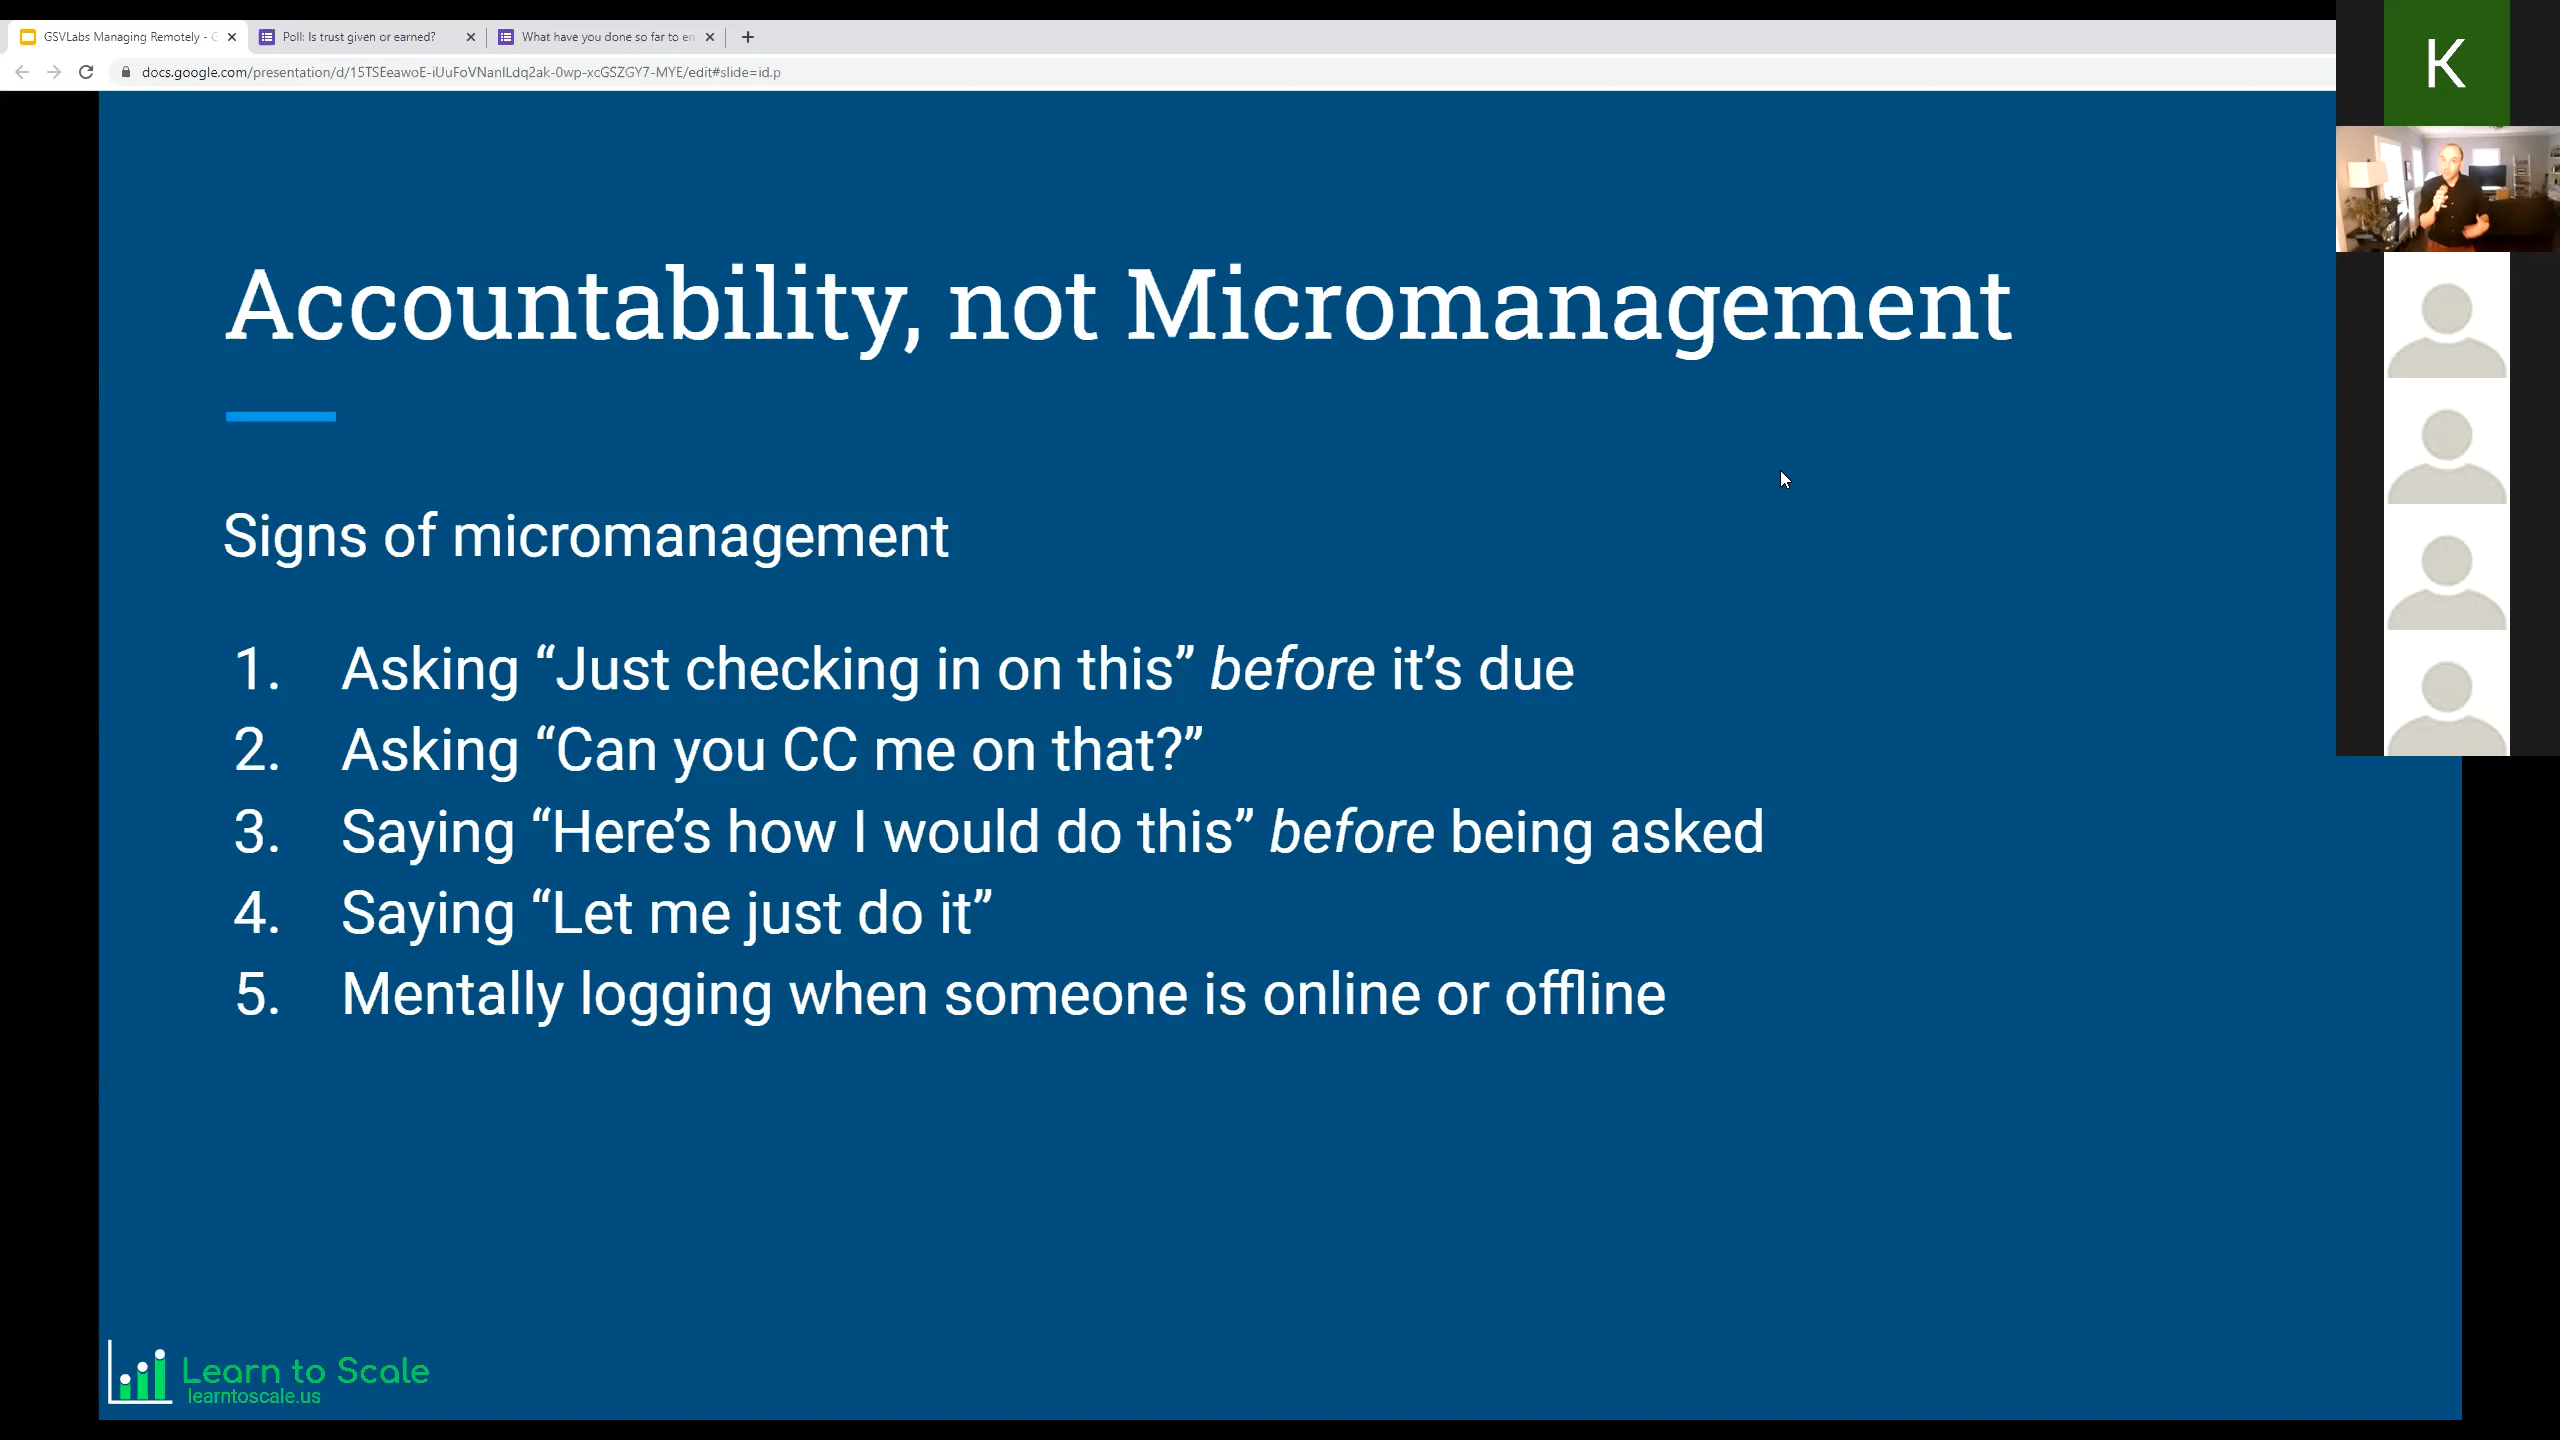 GSVLabs Managing Remotely - G
Poll: Is trust given or earned?
What have you done so far to en
docs.google.com/presentation/d/15TSEeawoE-iUuFoVNanILdq2ak-0wp-xcGSZGY7-MYE/edit#slide=id.p
K
Accountability, not Micromanagement
Signs of micromanagement
1. Asking “Just checking in on this” before it’s due
2. Asking “Can you CC me on that?”
3. Saying “Here’s how I would do this” before being asked
4. Saying “Let me just do it”
5. Mentally logging when someone is online or offline
Learn to Scale
learntoscale.us